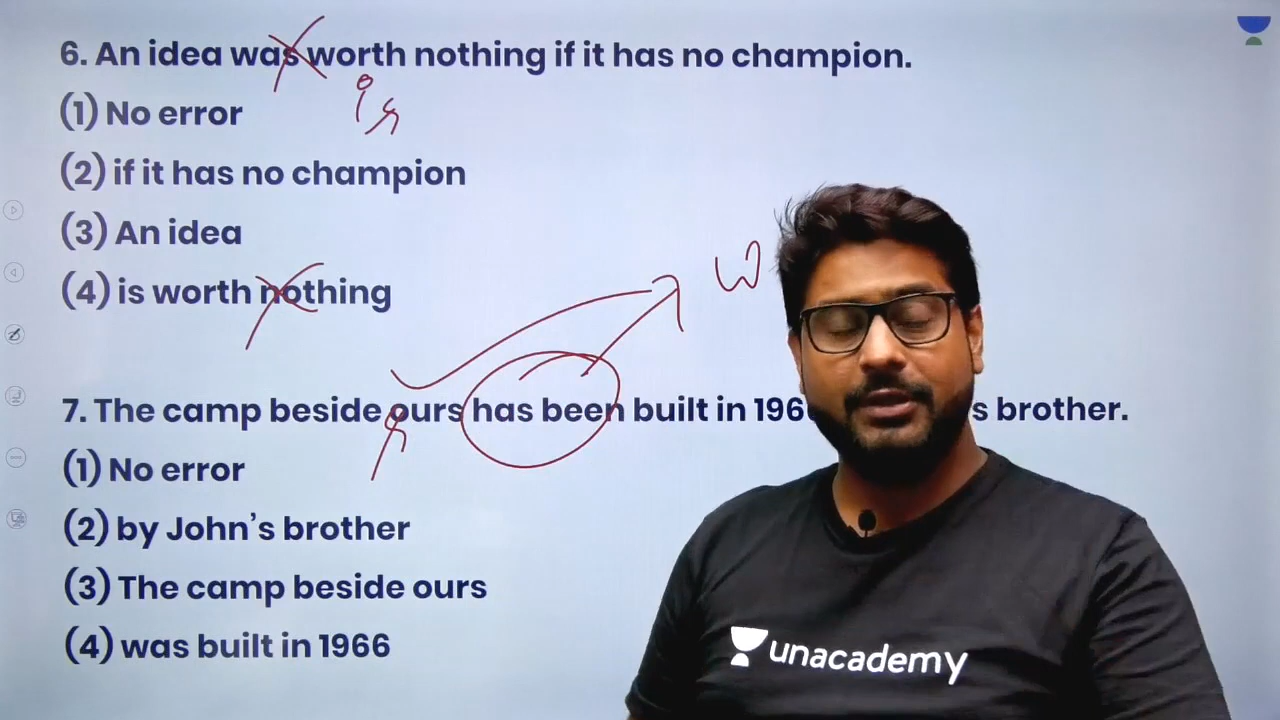 6. An idea was worth nothing if it has no champion.
is
(1) No error
(2) if it has no champion
(3) An idea
(4) is worth nothing
W
7. The camp beside ours has been built in 196 s brother.
(1) No error
(2) by John's brother
(3) The camp beside ours
(4) was built in 1966
unacademy